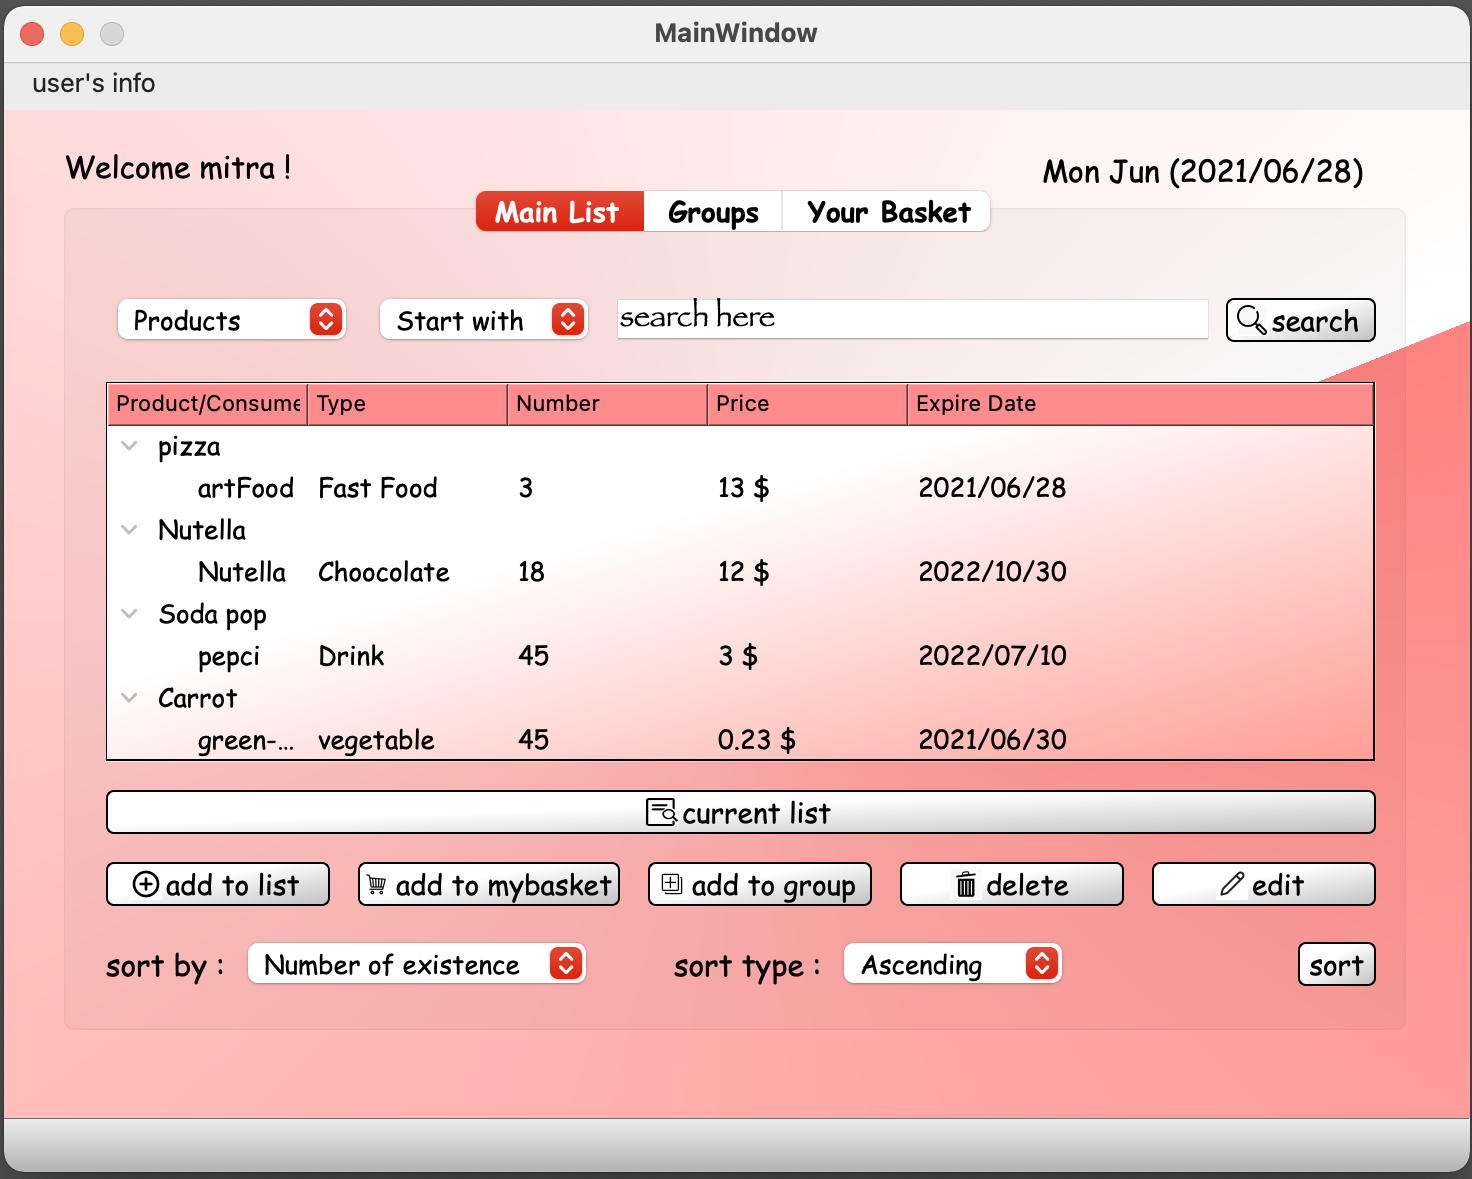 MainWindow
user's info
Welcome mitra !
Mon Jun (2021/06/28)
Main List Groups Your Basket
Products Start with search here search
Product/Consume Type Number Price Expire Date
pizza
artFood Fast Food 3 13 $ 2021/06/28
Nutella
Nutella Choocolate 18 12 $ 2022/10/30
Soda pop
pepci Drink 45 3 $ 2022/07/10
Carrot
green-... vegetable 45 0.23 $ 2021/06/30
current list
add to list add to mybasket add to group delete edit
sort by : Number of existence sort type : Ascending sort